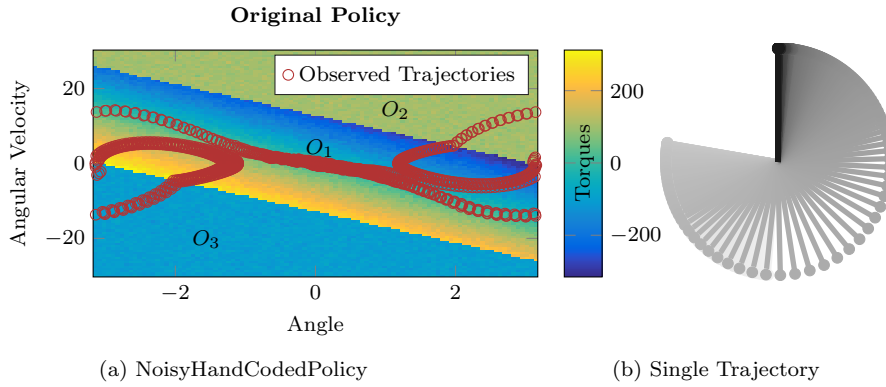 Original Policy
Observed Trajectories
O2
O1
O3
20
0
−20
Angular Velocity
−2
0
2
Angle
200
0
−200
Torques
(a) NoisyHandCodedPolicy
(b) Single Trajectory